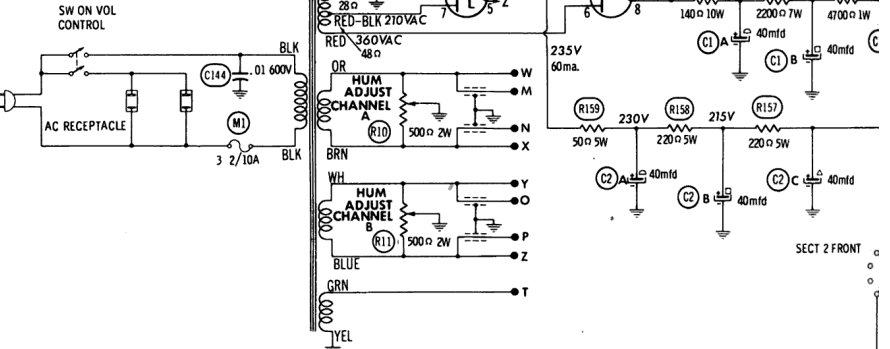 SW ON VOL
CONTROL
BLK
C144
.01 600V
AC RECEPTACLE
M1
3 2/10A
BLK
28Ω
RED-BLK 210VAC
RED 360VAC
48Ω
7
5
6
8
OR
HUM
ADJUST
CHANNEL
A
R10
500Ω 2W
BRN
W
M
N
X
WH
HUM
ADJUST
CHANNEL
B
R11
500Ω 2W
BLUE
Y
O
P
Z
GRN
T
YEL
140Ω 10W
2200Ω 7W
4700Ω 1W
C1 A
40mfd
C1 B
40mfd
235V
60ma.
R159
50Ω 5W
230V
R158
220Ω 5W
215V
R157
220Ω 5W
C2 A
40mfd
C2 B
40mfd
C2 C
40mfd
SECT 2 FRONT